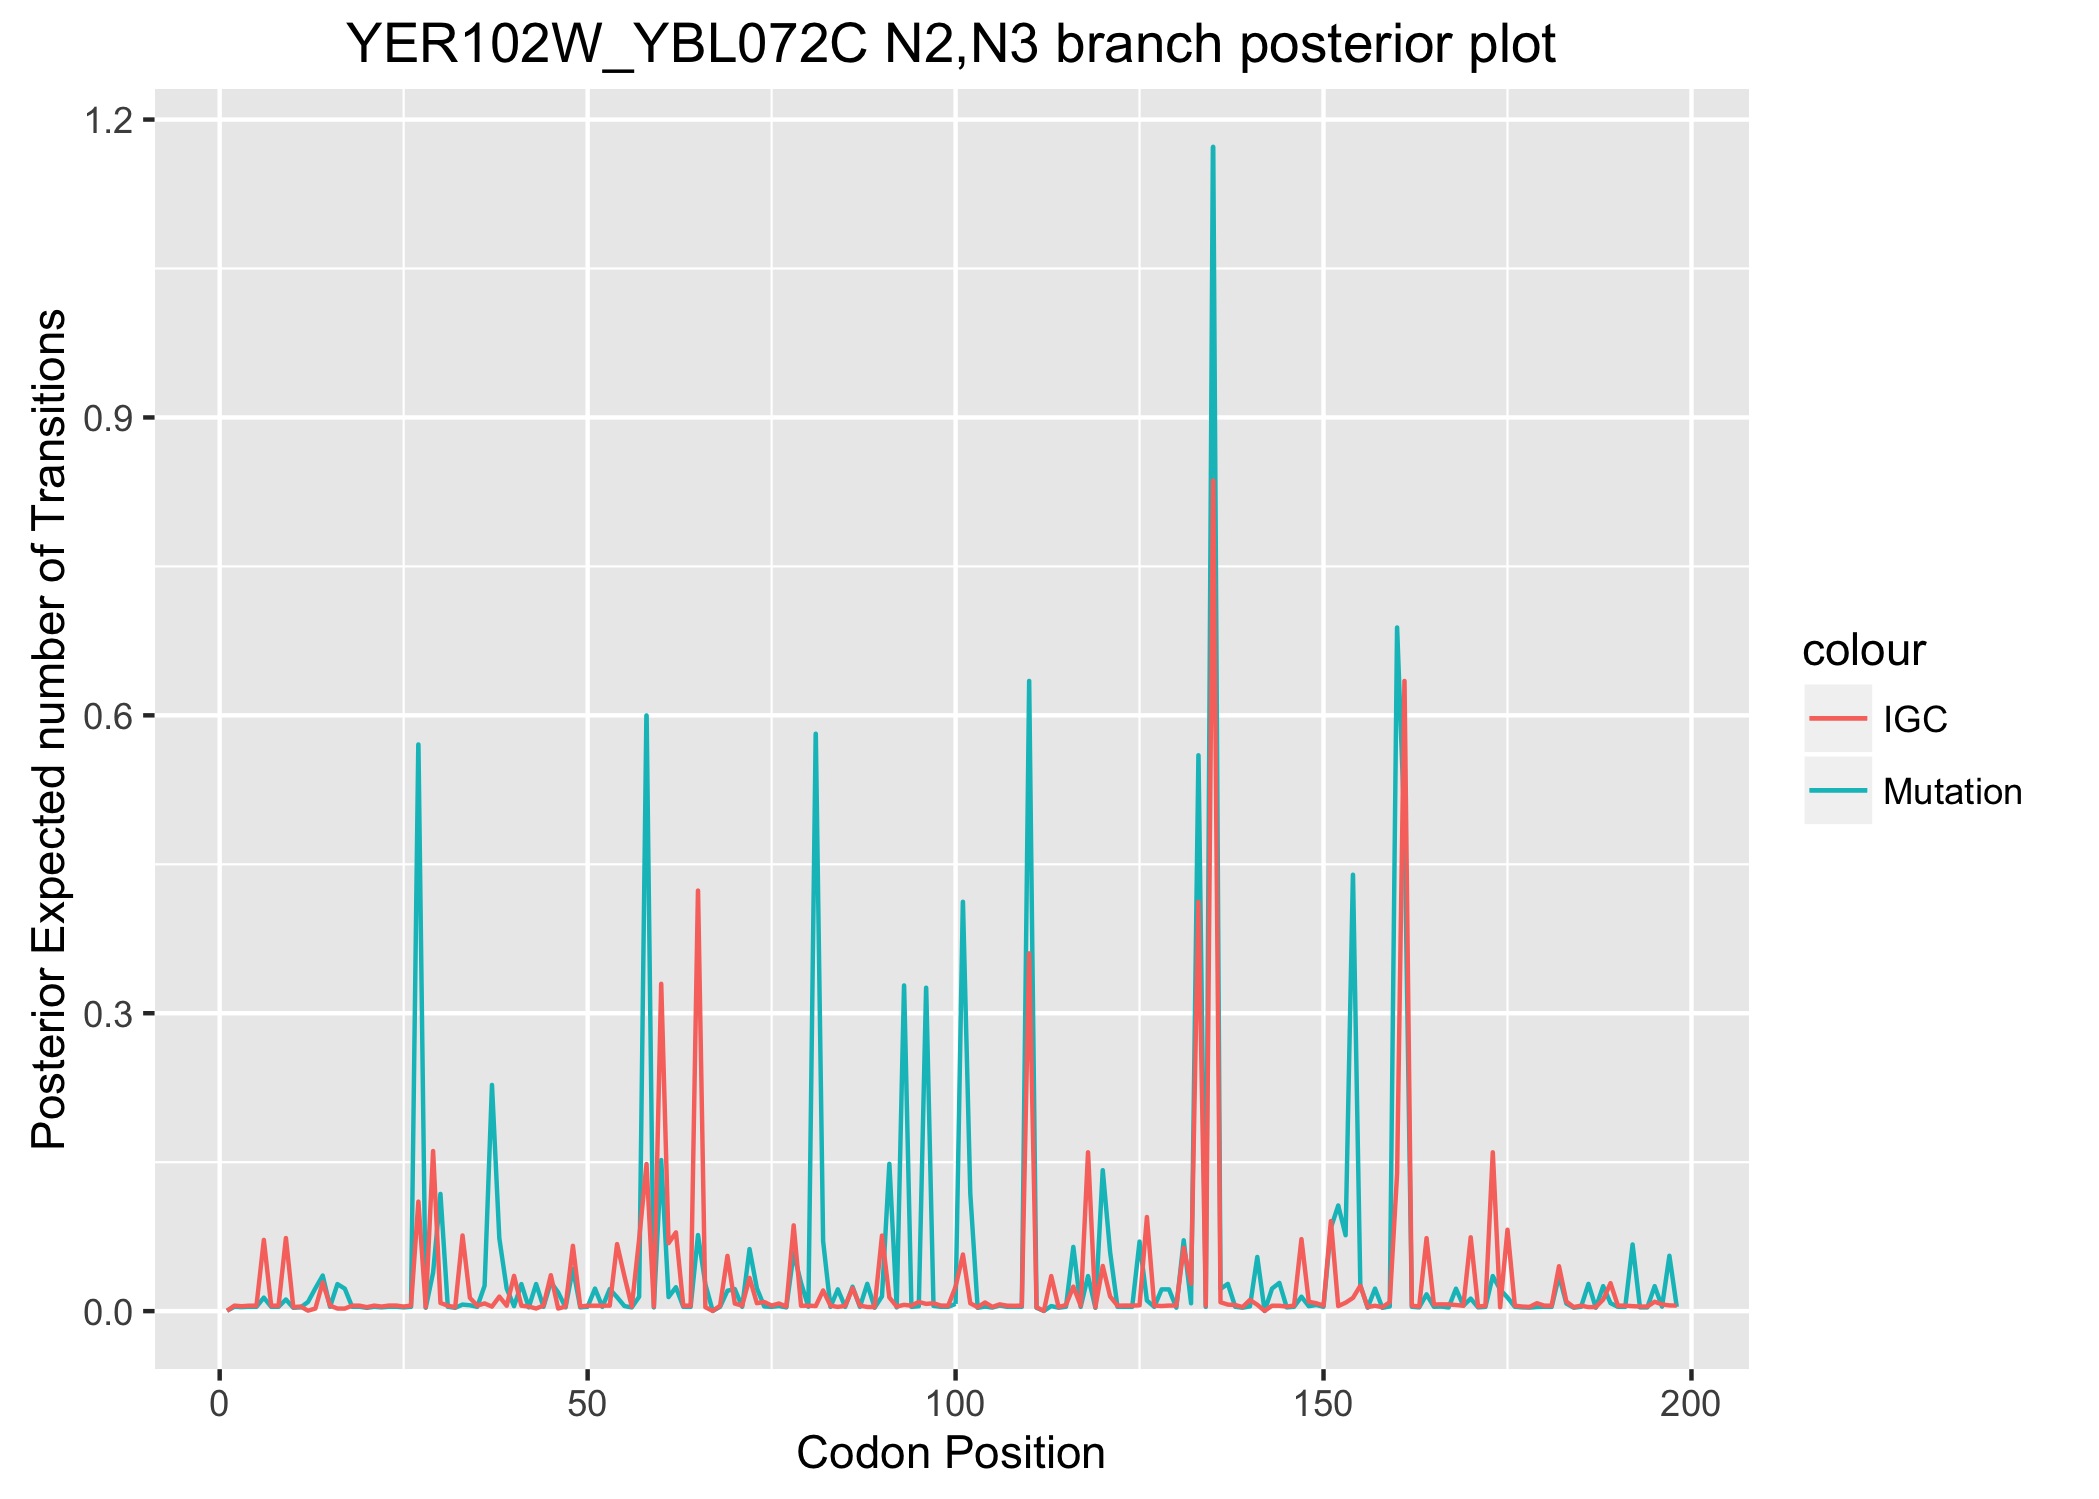 YER102W_YBL072C N2,N3 branch posterior plot
Posterior Expected number of Transitions
1.2
0.9
0.6
0.3
0.0
0 50 100 150 200
Codon Position
colour
IGC
Mutation